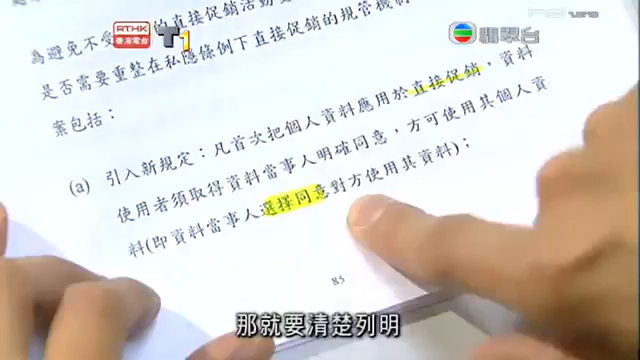 RTHK
香港電台
T1
翡翠台
為避免不受
的直接促銷活動
是否需要重整在私隱條例下直接促銷的規管機制
案包括：
(a) 引入新規定：凡首次把個人資料應用於直接促銷，資料
使用者須取得資料當事人明確同意，方可使用其個人資
料(即資料當事人選擇同意對方使用其資料)；
85
那就要清楚列明